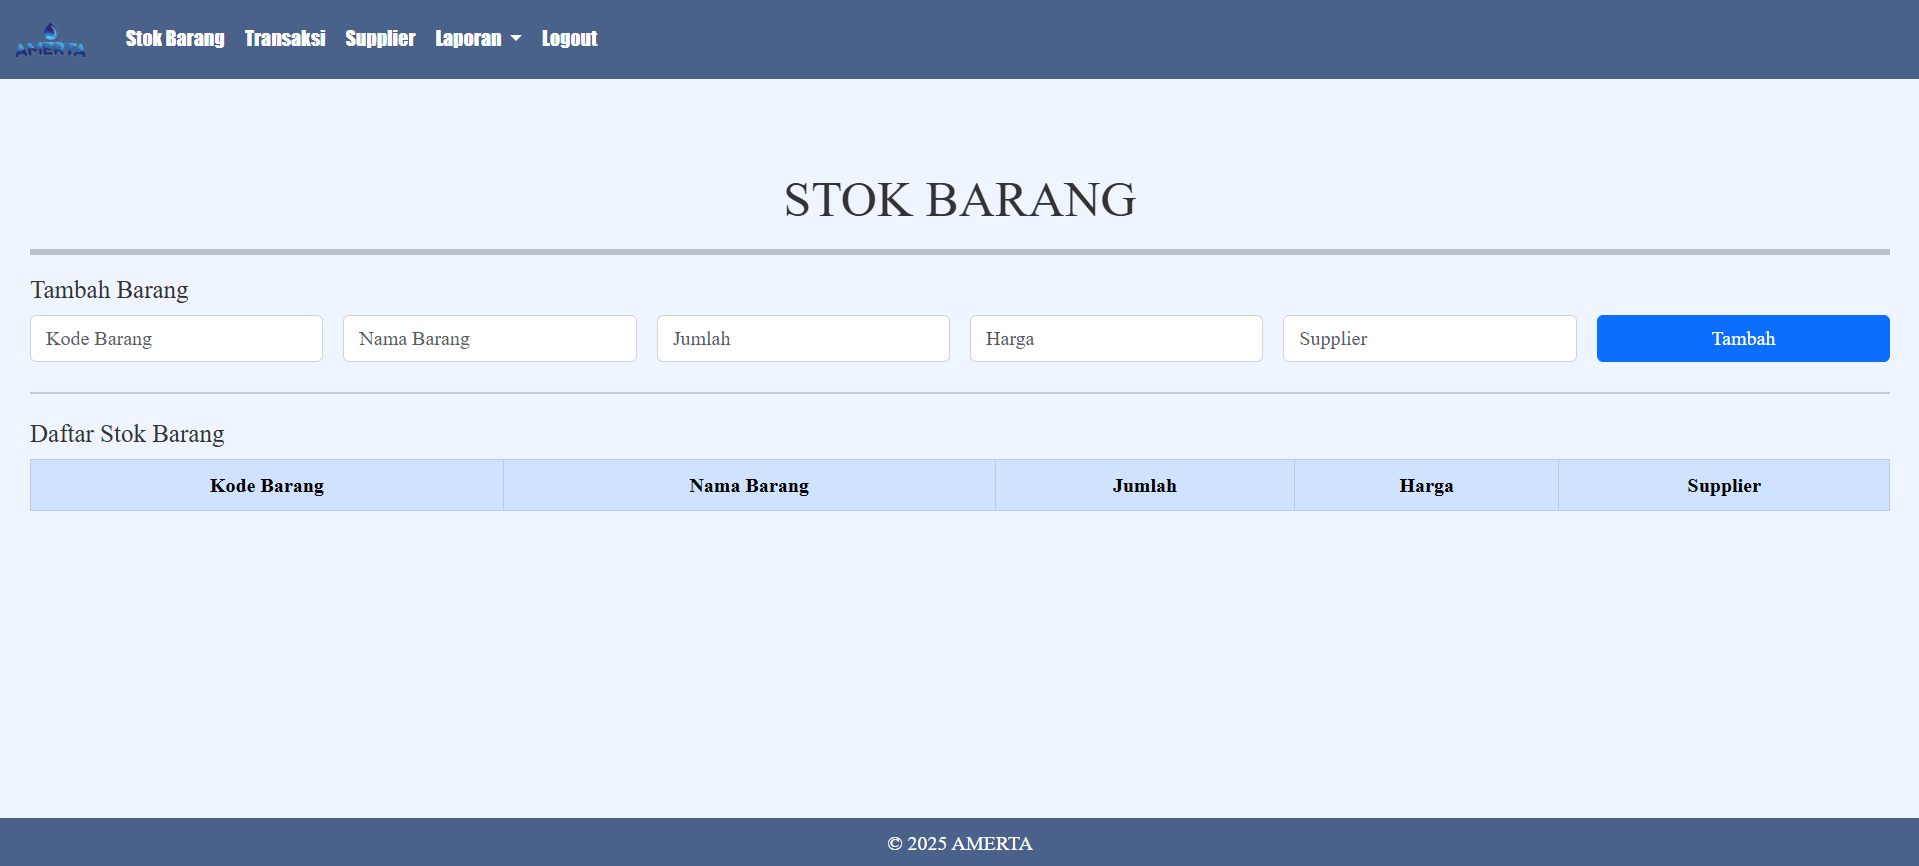 AMERTA
Stok Barang Transaksi Supplier Laporan Logout
STOK BARANG
Tambah Barang
Kode Barang Nama Barang Jumlah Harga Supplier Tambah
Daftar Stok Barang
Kode Barang Nama Barang Jumlah Harga Supplier
© 2025 AMERTA